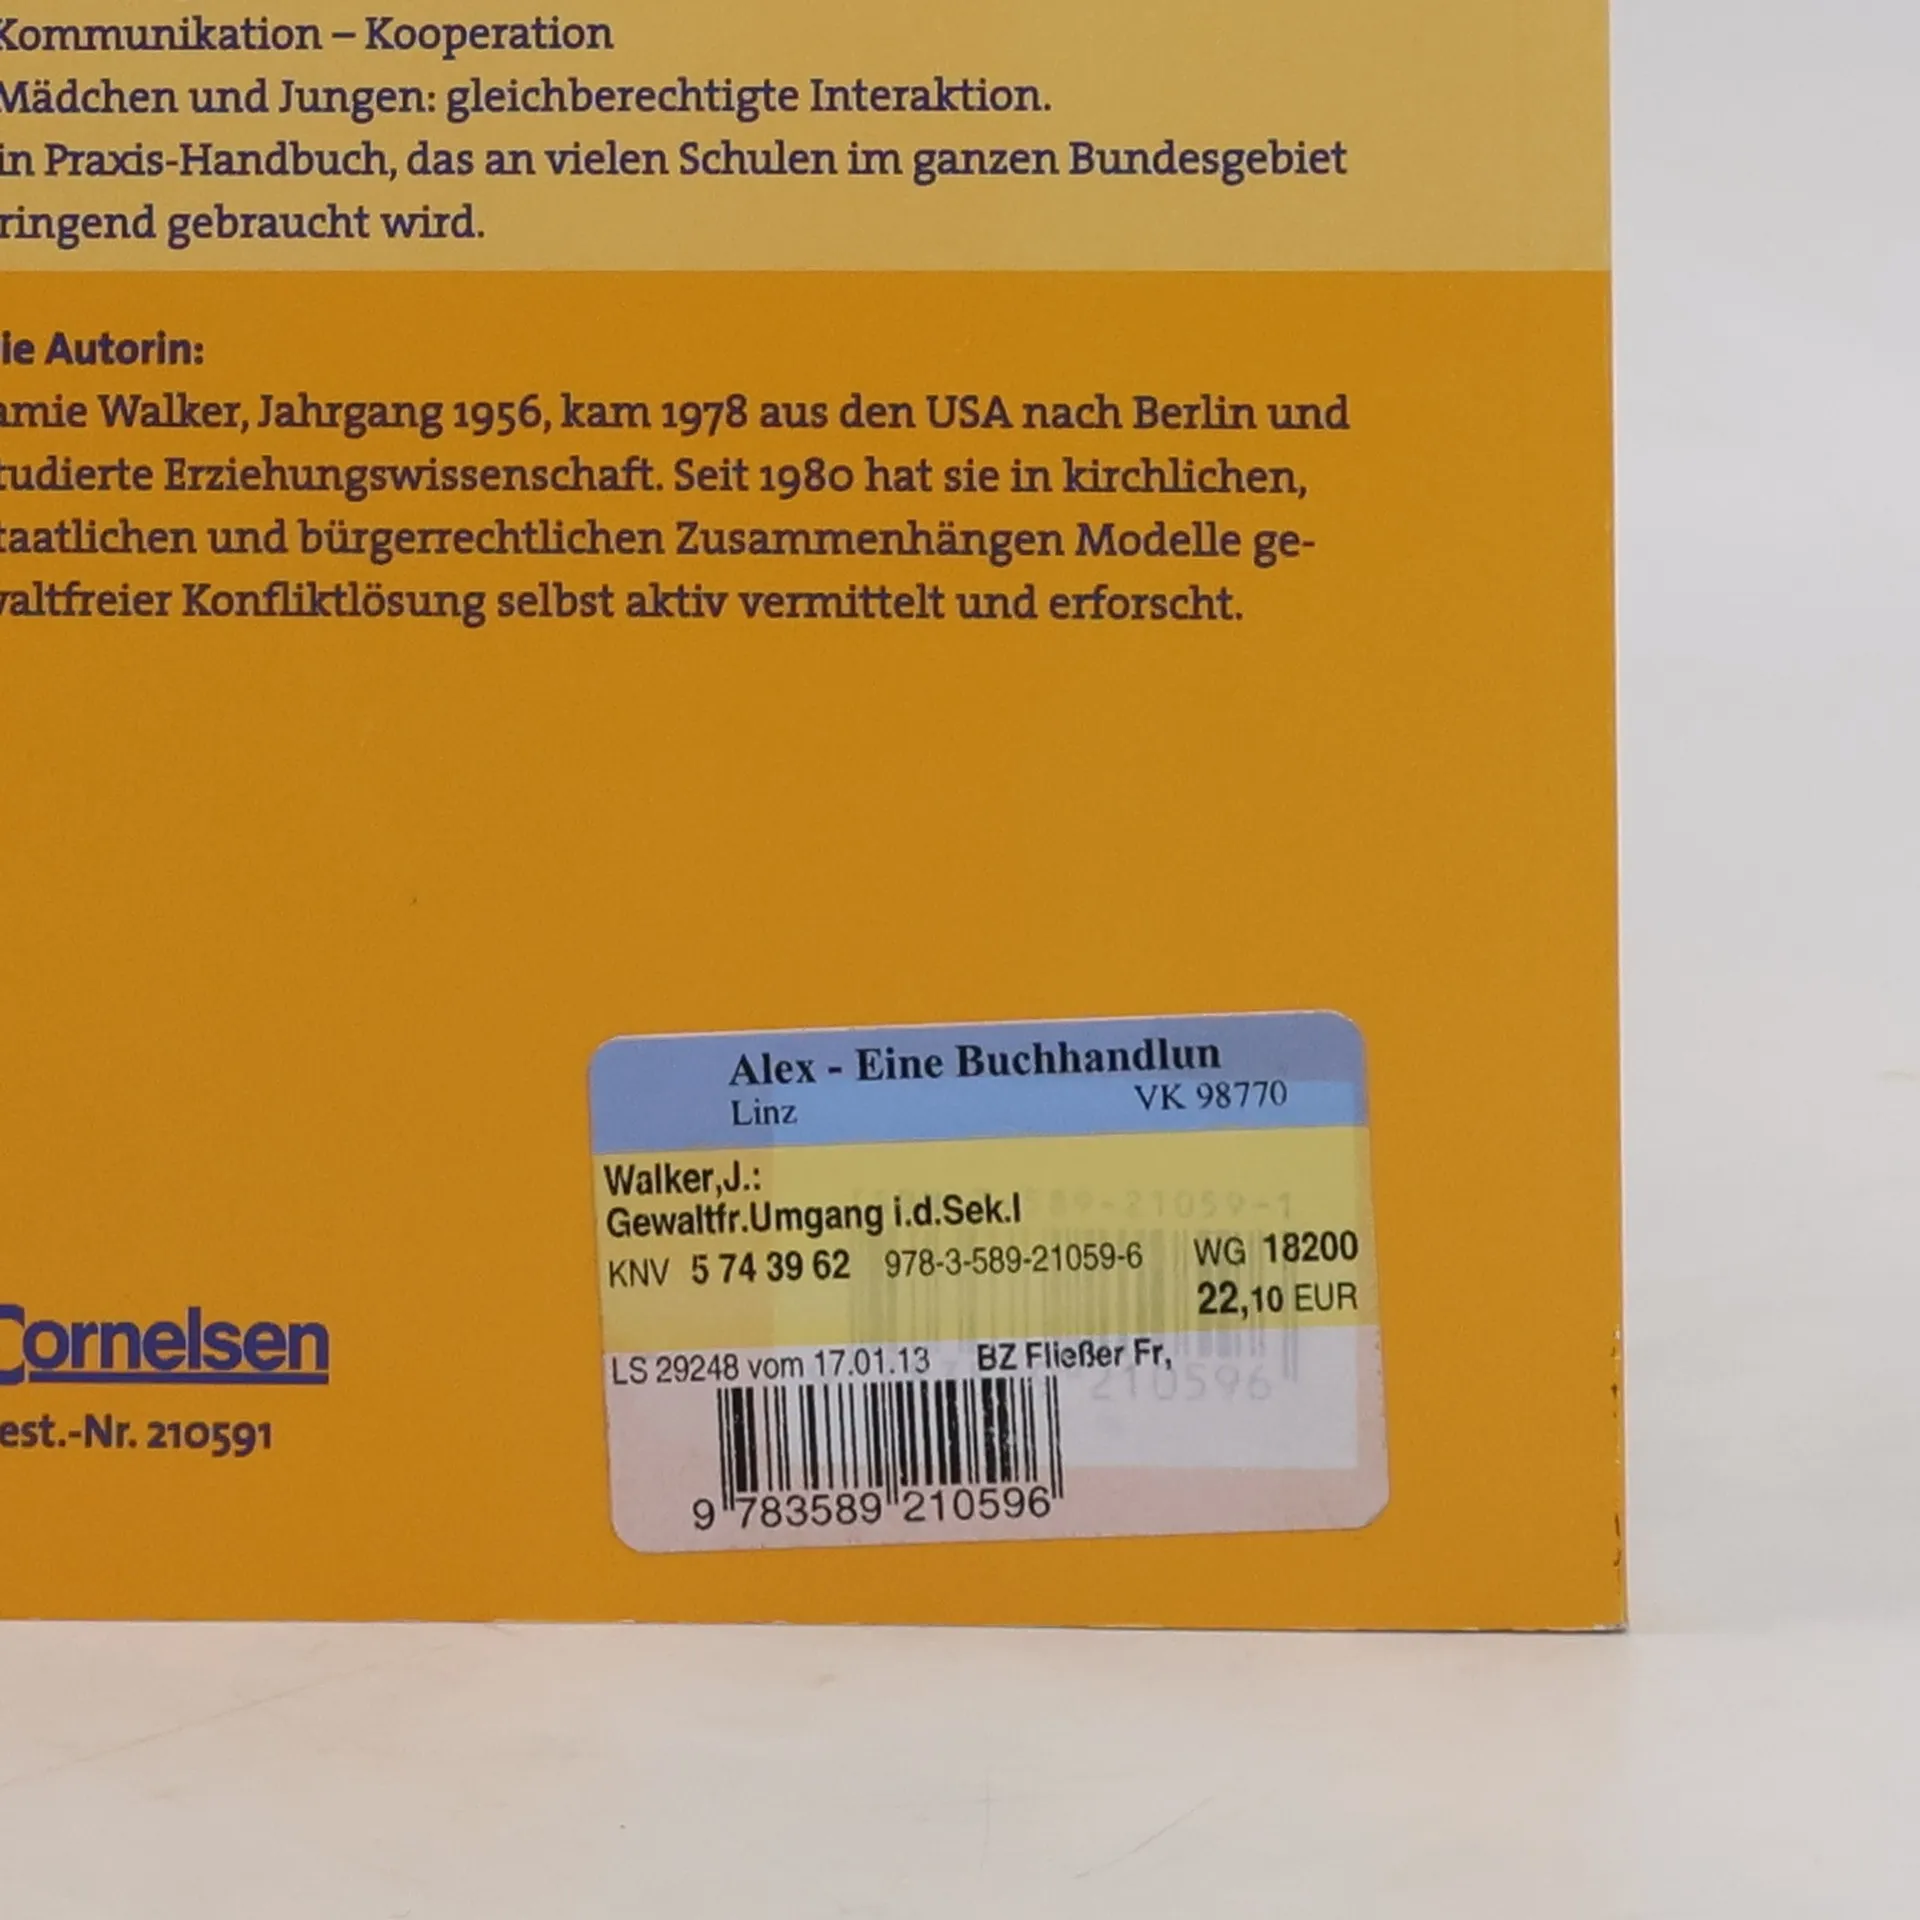 Kommunikation – Kooperation
Mädchen und Jungen: gleichberechtigte Interaktion.
in Praxis-Handbuch, das an vielen Schulen im ganzen Bundesgebiet
ringend gebraucht wird.
ie Autorin:
amie Walker, Jahrgang 1956, kam 1978 aus den USA nach Berlin und
tudierte Erziehungswissenschaft. Seit 1980 hat sie in kirchlichen,
taatlichen und bürgerrechtlichen Zusammenhängen Modelle ge-
valtfreier Konfliktlösung selbst aktiv vermittelt und erforscht.
Alex - Eine Buchhandlun
Linz VK 98770
Walker,J.:
Gewaltfr.Umgang i.d.Sek.I
89-21059-1
KNV 5 74 39 62 978-3-589-21059-6 WG 18200
22,10 EUR
LS 29248 vom 17.01.13 BZ Fließer Fr,
210596
9 783589 210596
Cornelsen
est.-Nr. 210591